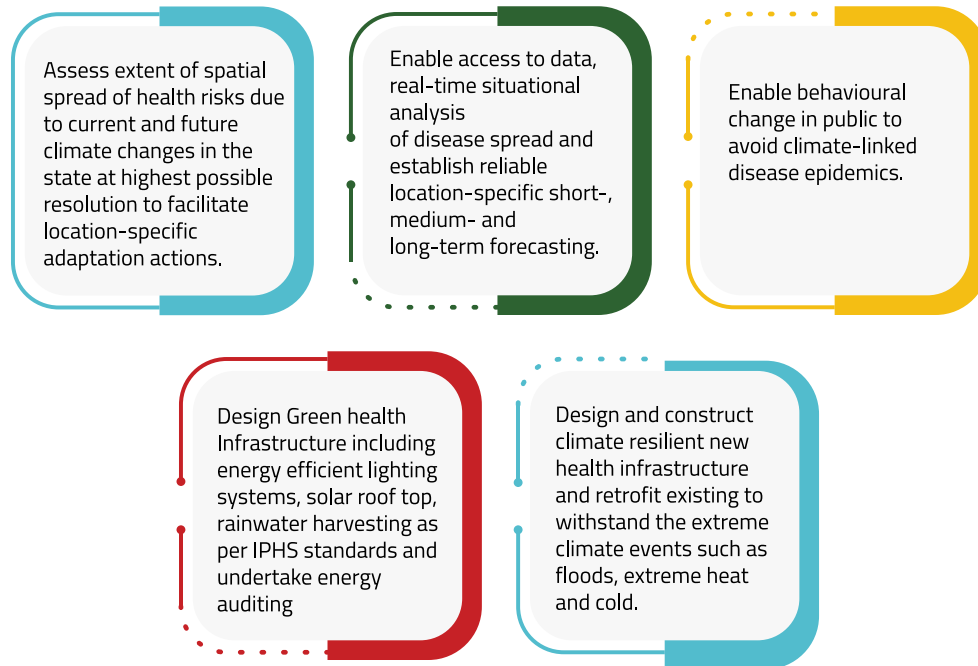 Assess extent of spatial
spread of health risks due
to current and future
climate changes in the
state at highest possible
resolution to facilitate
location-specific
adaptation actions.
Enable access to data,
real-time situational
analysis
of disease spread and
establish reliable
location-specific short-,
medium- and
long-term forecasting.
Enable behavioural
change in public to
avoid climate-linked
disease epidemics.
Design Green health
Infrastructure including
energy efficient lighting
systems, solar roof top,
rainwater harvesting as
per IPHS standards and
undertake energy
auditing
Design and construct
climate resilient new
health infrastructure
and retrofit existing to
withstand the extreme
climate events such as
floods, extreme heat
and cold.